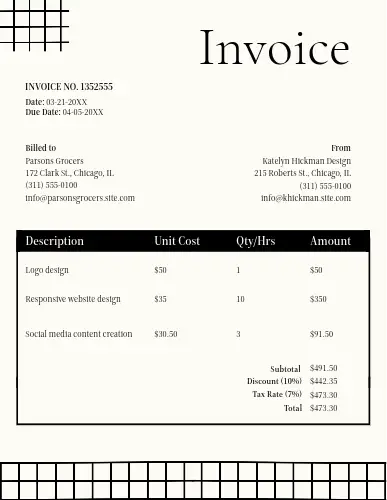 Invoice
INVOICE NO. 1352555
Date: 03-21-20XX
Due Date: 04-05-20XX
Billed to
Parsons Grocers
172 Clark St., Chicago, IL
(311) 555-0100
info@parsonsgrocers.site.com
From
Katelyn Hickman Design
215 Roberts St., Chicago, IL
(311) 555-0100
info@khickman.site.com
Description Unit Cost Qty/Hrs Amount
Logo design $50 1 $50
Responsive website design $35 10 $350
Social media content creation $30.50 3 $91.50
Subtotal $491.50
Discount (10%) $442.35
Tax Rate (7%) $473.30
Total $473.30